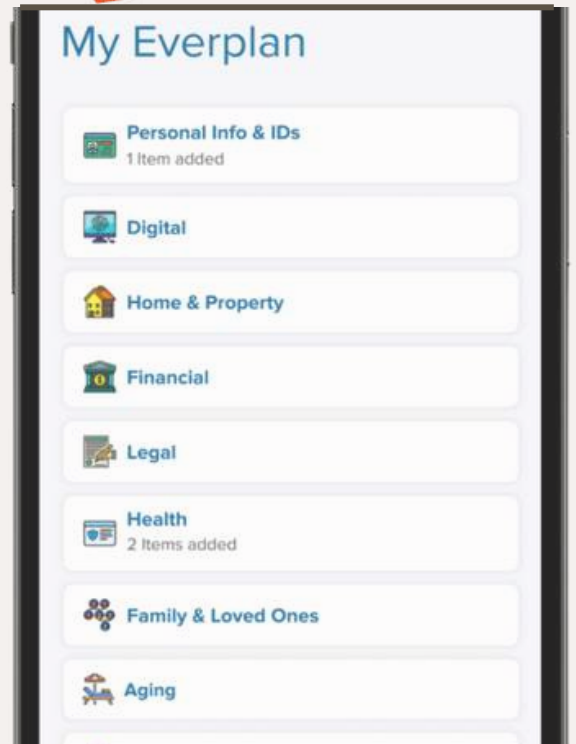 My Everplan
Personal Info & IDs
1 Item added
Digital
Home & Property
Financial
Legal
Health
2 Items added
Family & Loved Ones
Aging